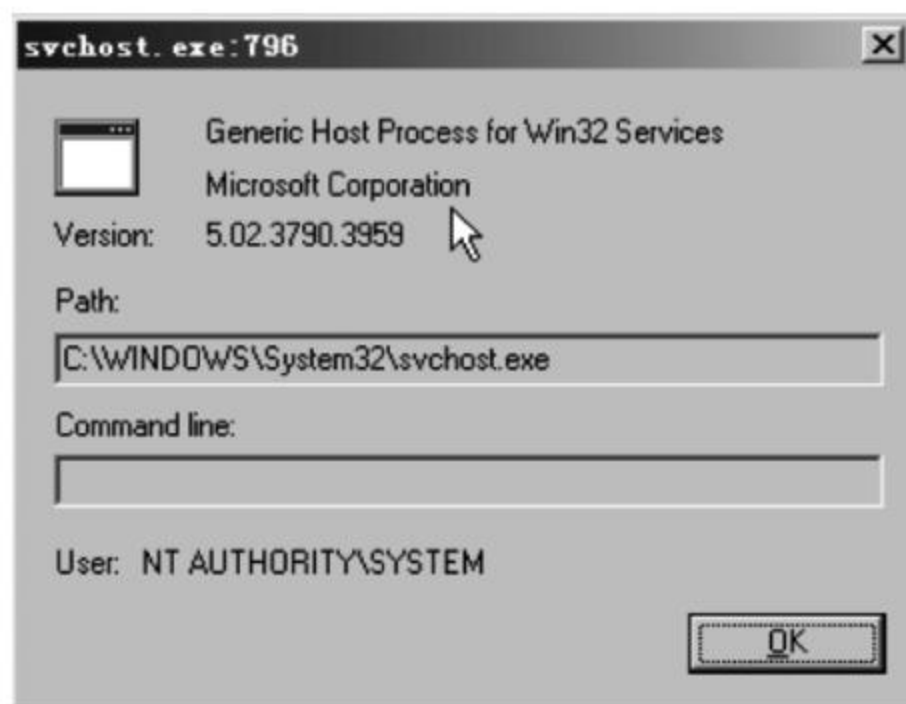 svchost.exe:796
Generic Host Process for Win32 Services
Microsoft Corporation
Version: 5.02.3790.3959
Path:
C:\WINDOWS\System32\svchost.exe
Command line:
User: NT AUTHORITY\SYSTEM
OK